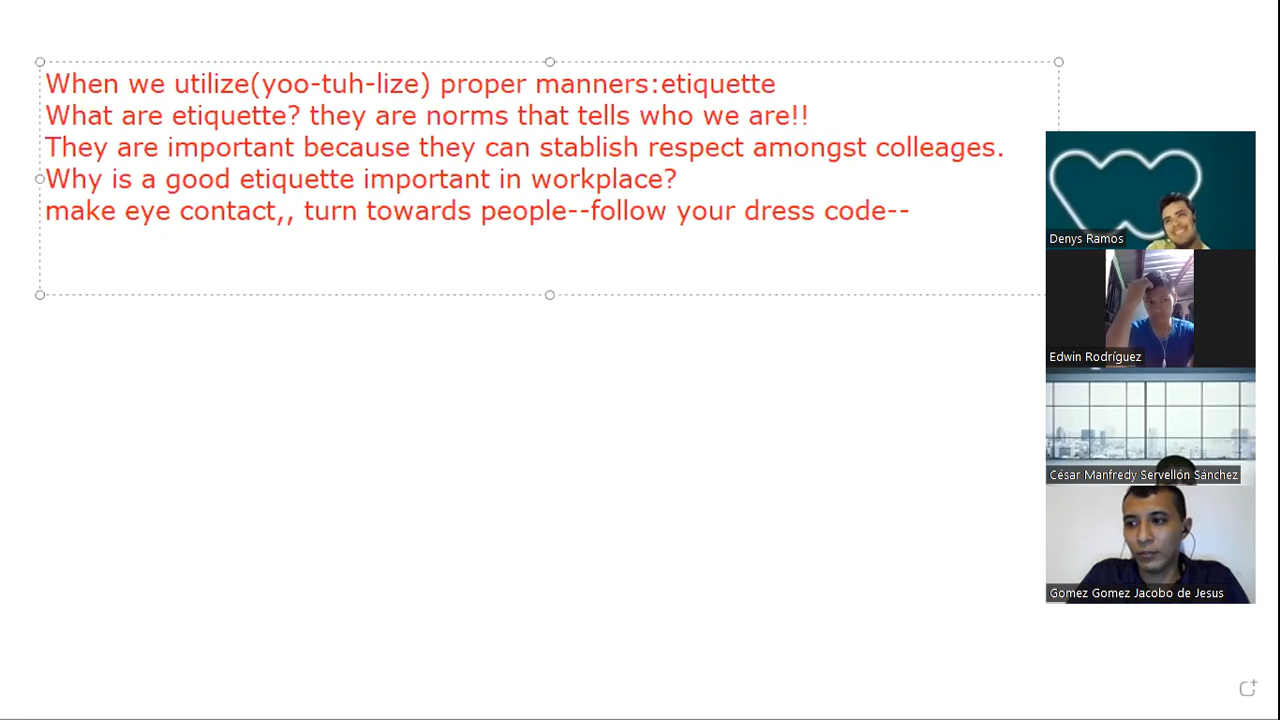 When we utilize(yoo-tuh-lize) proper manners:etiquette
What are etiquette? they are norms that tells who we are!!
They are important because they can stablish respect amongst colleages.
Why is a good etiquette important in workplace?
make eye contact,, turn towards people--follow your dress code--
Denys Ramos
Edwin Rodríguez
César Manfredy Servellón Sánchez
Gomez Gomez Jacobo de Jesus